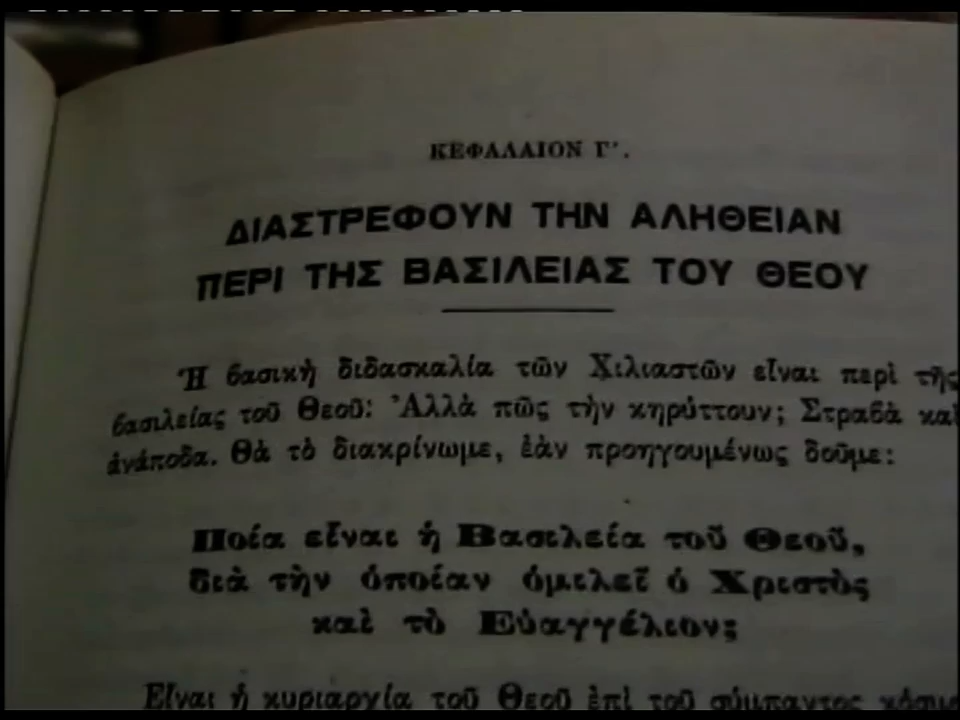 ΚΕΦΑΛΑΙΟΝ Γ'.
ΔΙΑΣΤΡΕΦΟΥΝ ΤΗΝ ΑΛΗΘΕΙΑΝ
ΠΕΡΙ ΤΗΣ ΒΑΣΙΛΕΙΑΣ ΤΟΥ ΘΕΟΥ
Ἡ βασικὴ διδασκαλία τῶν Χιλιαστῶν εἶναι περὶ τῆς
βασιλείας τοῦ Θεοῦ: Ἀλλὰ πῶς τὴν κηρύττουν; Στραβὰ καὶ
ἀνάποδα. Θὰ τὸ διακρίνωμε, ἐὰν προηγουμένως δοῦμε:
Ποία εἶναι ἡ Βασιλεία τοῦ Θεοῦ,
διὰ τὴν ὁποίαν ὁμιλεῖ ὁ Χριστὸς
καὶ τὸ Εὐαγγέλιον;
Εἶναι ἡ κυριαρχία τοῦ Θεοῦ ἐπὶ τοῦ σύμπαντος